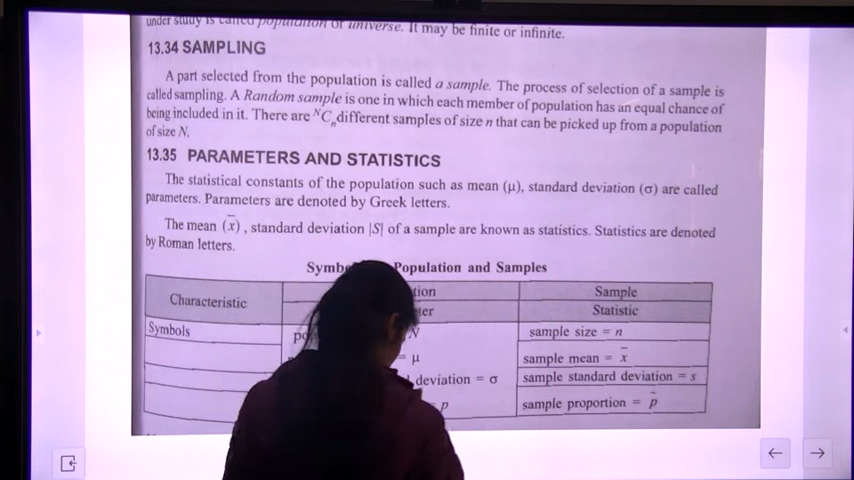 under study is called population or universe. It may be finite or infinite.
13.34 SAMPLING
A part selected from the population is called a sample. The process of selection of a sample is
called sampling. A Random sample is one in which each member of population has an equal chance of
being included in it. There are ᴺCₙ different samples of size n that can be picked up from a population
of size N.
13.35 PARAMETERS AND STATISTICS
The statistical constants of the population such as mean (μ), standard deviation (σ) are called
parameters. Parameters are denoted by Greek letters.
The mean (x̄), standard deviation |S| of a sample are known as statistics. Statistics are denoted
by Roman letters.
Population and Samples
Characteristic Sample
Statistic
Symbols N sample size = n
= μ sample mean = x̄
deviation = σ sample standard deviation = s
p sample proportion = p̃